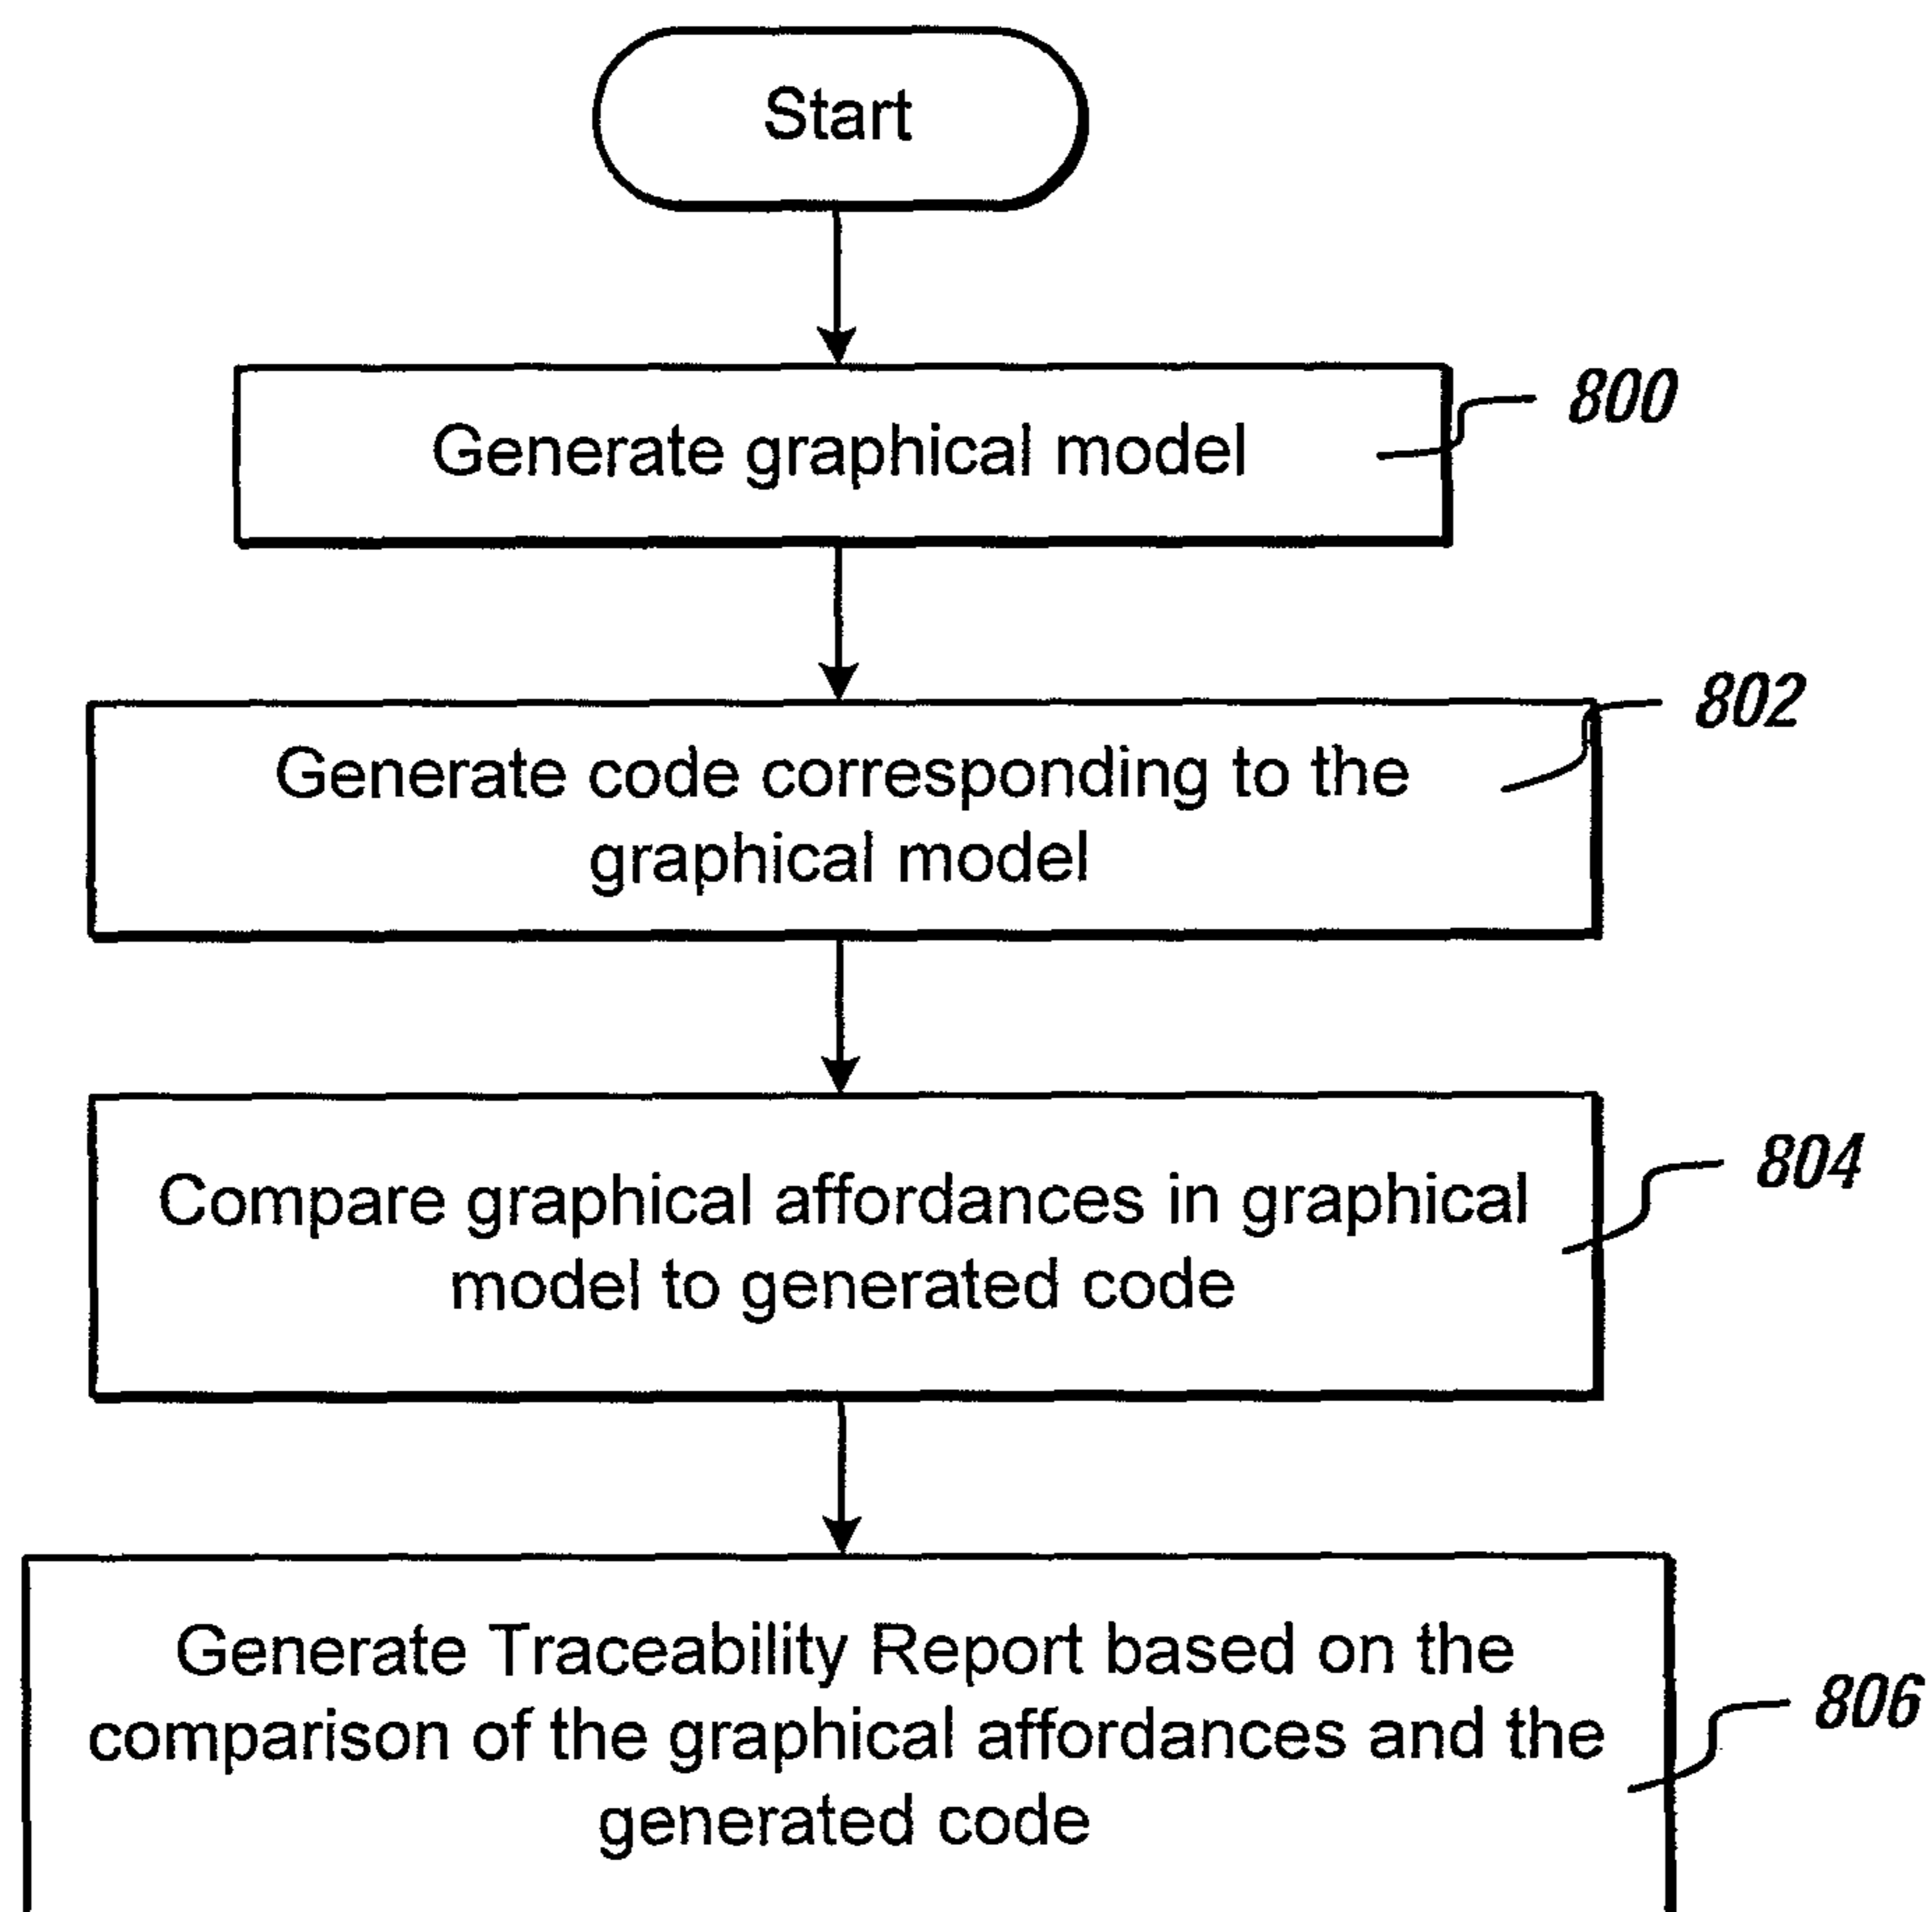 Start
Generate graphical model
800
Generate code corresponding to the
graphical model
802
Compare graphical affordances in graphical
model to generated code
804
Generate Traceability Report based on the
comparison of the graphical affordances and the
generated code
806